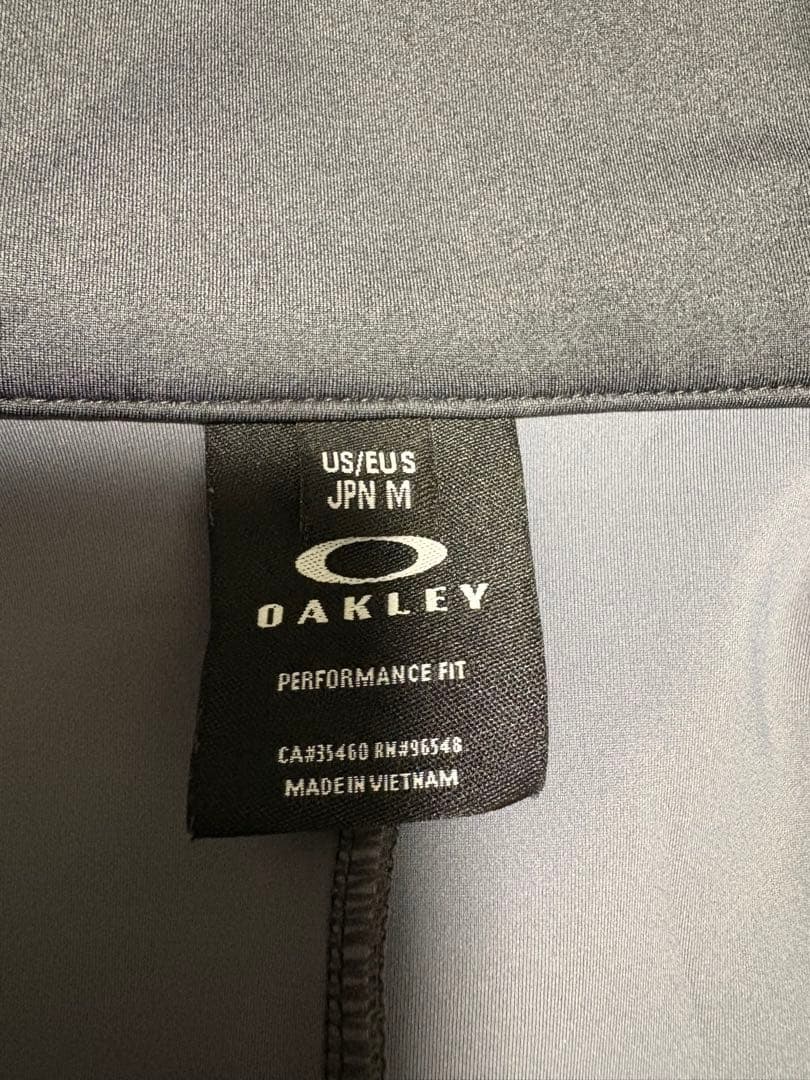 US/EU S
JPN M
OAKLEY
PERFORMANCE FIT
CA#35460 RN#96548
MADE IN VIETNAM